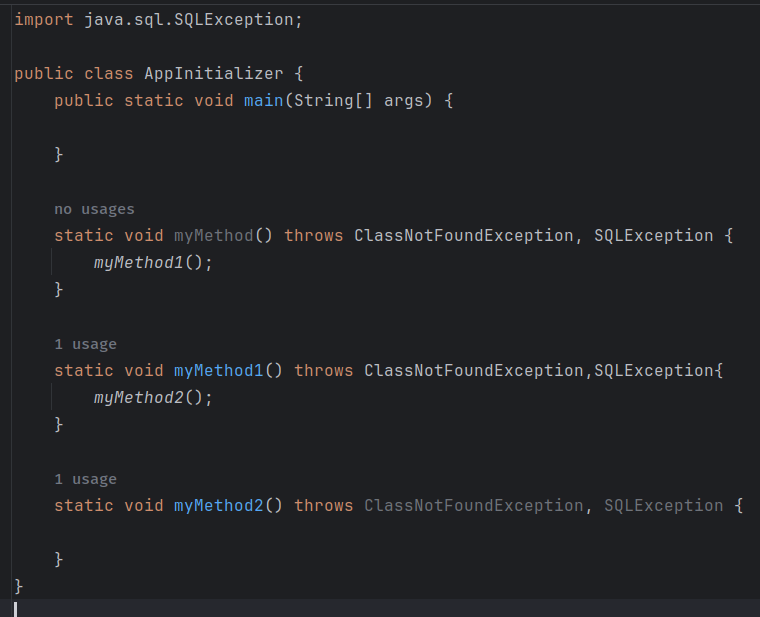 import java.sql.SQLException;
public class AppInitializer {
public static void main(String[] args) {
}
no usages
static void myMethod() throws ClassNotFoundException, SQLException {
myMethod1();
}
1 usage
static void myMethod1() throws ClassNotFoundException,SQLException{
myMethod2();
}
1 usage
static void myMethod2() throws ClassNotFoundException, SQLException {
}
}